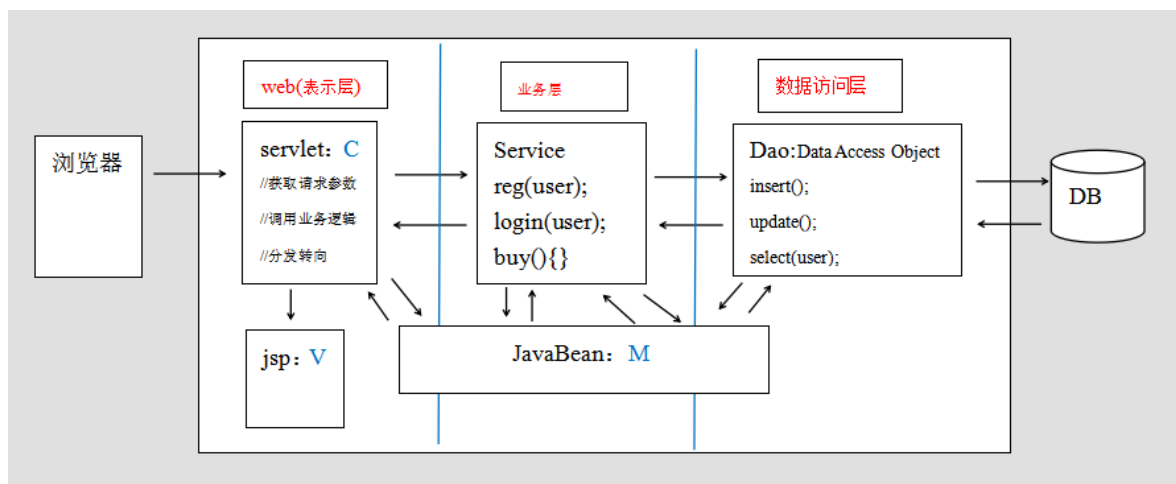 web(表示层)
业务层
数据访问层
浏览器
servlet：C
//获取请求参数
//调用业务逻辑
//分发转向
Service
reg(user);
login(user);
buy(){}
Dao:Data Access Object
insert();
update();
select(user);
DB
jsp：V
JavaBean：M